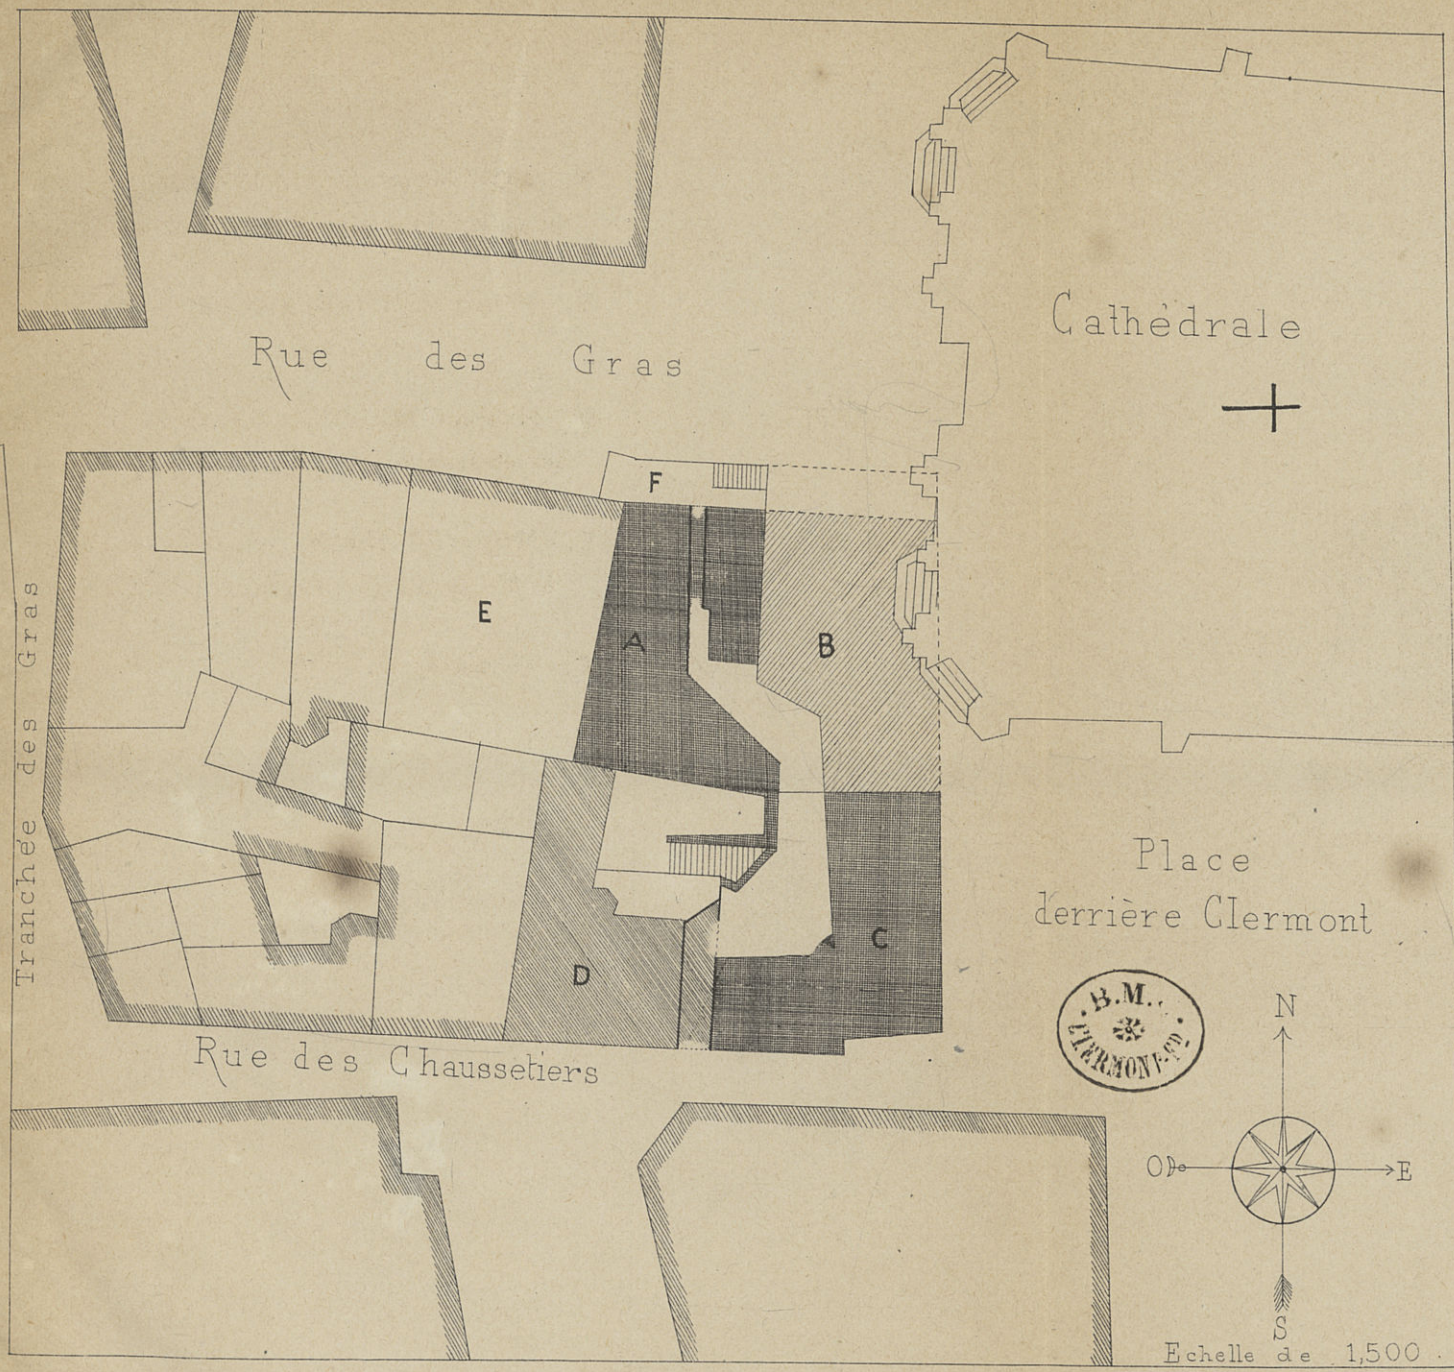 Cathédrale
Rue des Gras
F
E
A
B
Tranchée des Gras
Place
derrière Clermont
C
D
B.M.
CLERMONT-FD
N
Rue des Chaussetiers
O
E
S
Echelle de 1,500